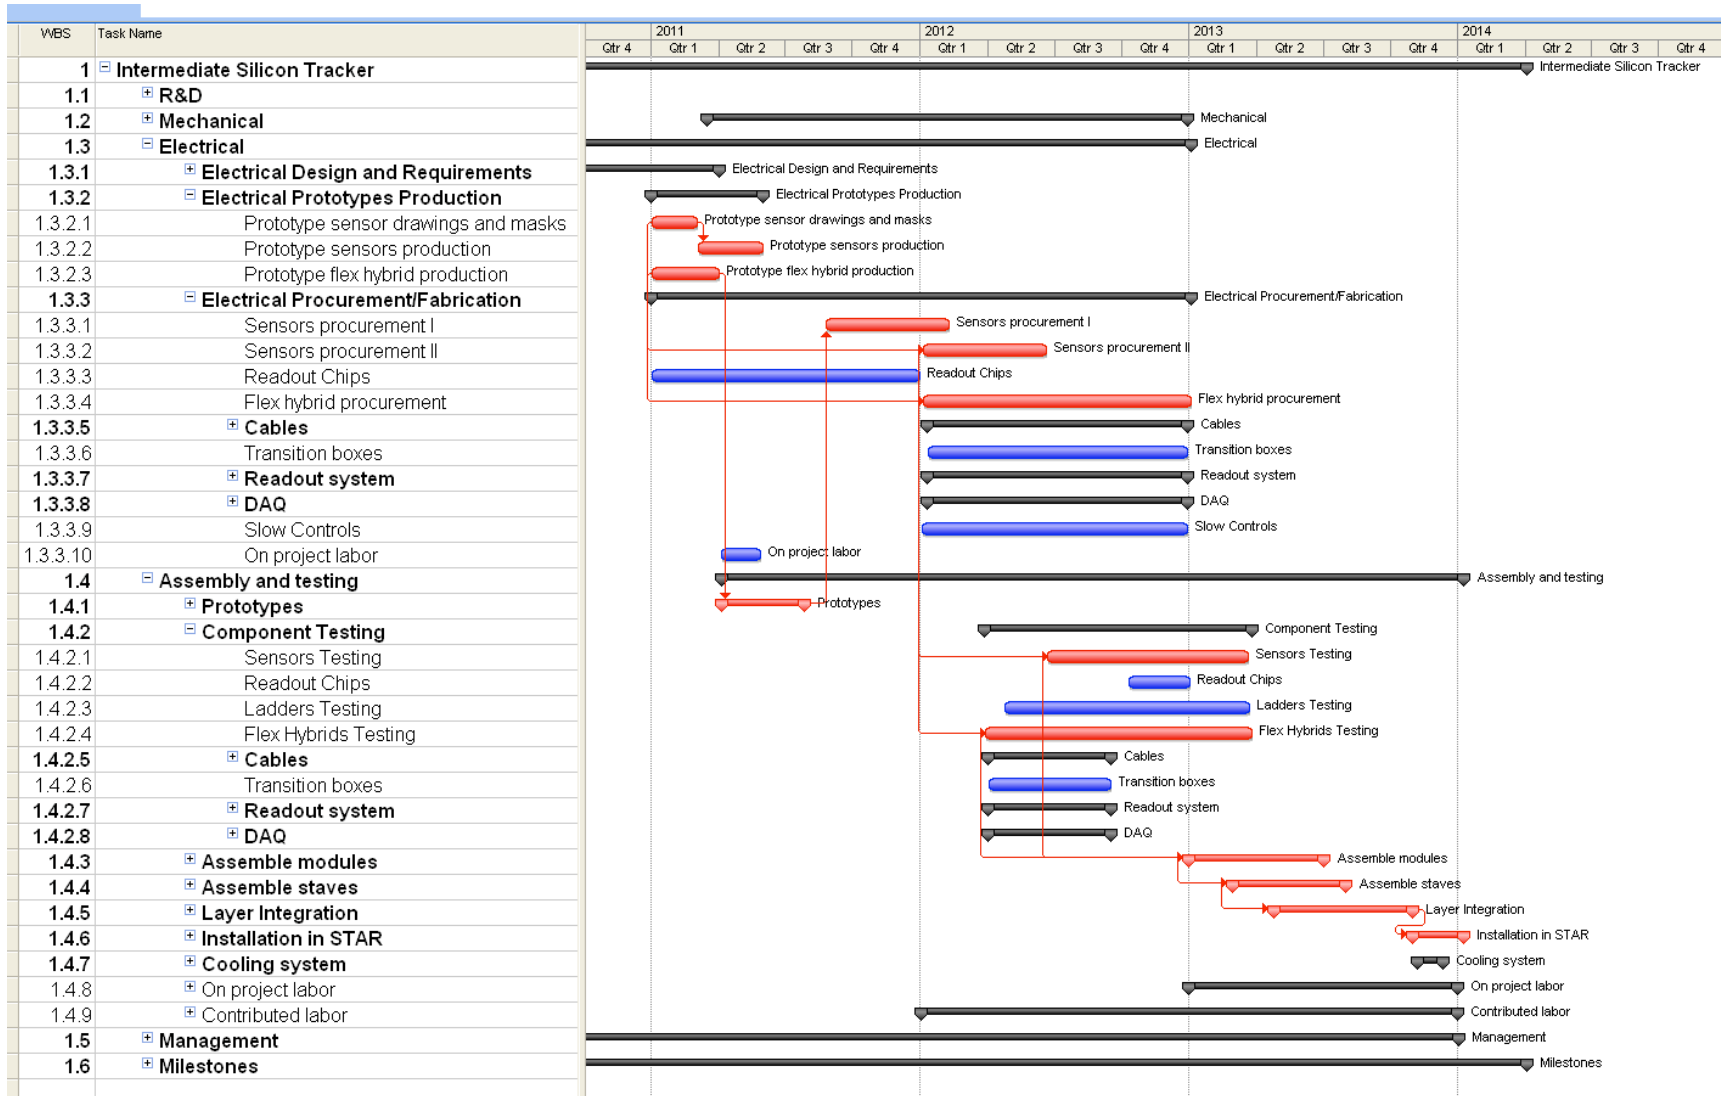 WBS Task Name 2011 2012 2013 2014
Qtr 4 Qtr 1 Qtr 2 Qtr 3 Qtr 4 Qtr 1 Qtr 2 Qtr 3 Qtr 4 Qtr 1 Qtr 2 Qtr 3 Qtr 4 Qtr 1 Qtr 2 Qtr 3 Qtr 4
1 Intermediate Silicon Tracker Intermediate Silicon Tracker
1.1 R&D
1.2 Mechanical Mechanical
1.3 Electrical Electrical
1.3.1 Electrical Design and Requirements Electrical Design and Requirements
1.3.2 Electrical Prototypes Production Electrical Prototypes Production
1.3.2.1 Prototype sensor drawings and masks Prototype sensor drawings and masks
1.3.2.2 Prototype sensors production Prototype sensors production
1.3.2.3 Prototype flex hybrid production Prototype flex hybrid production
1.3.3 Electrical Procurement/Fabrication Electrical Procurement/Fabrication
1.3.3.1 Sensors procurement I Sensors procurement I
1.3.3.2 Sensors procurement II Sensors procurement II
1.3.3.3 Readout Chips Readout Chips
1.3.3.4 Flex hybrid procurement Flex hybrid procurement
1.3.3.5 Cables Cables
1.3.3.6 Transition boxes Transition boxes
1.3.3.7 Readout system Readout system
1.3.3.8 DAQ DAQ
1.3.3.9 Slow Controls Slow Controls
1.3.3.10 On project labor On project labor
1.4 Assembly and testing Assembly and testing
1.4.1 Prototypes Prototypes
1.4.2 Component Testing Component Testing
1.4.2.1 Sensors Testing Sensors Testing
1.4.2.2 Readout Chips Readout Chips
1.4.2.3 Ladders Testing Ladders Testing
1.4.2.4 Flex Hybrids Testing Flex Hybrids Testing
1.4.2.5 Cables Cables
1.4.2.6 Transition boxes Transition boxes
1.4.2.7 Readout system Readout system
1.4.2.8 DAQ DAQ
1.4.3 Assemble modules Assemble modules
1.4.4 Assemble staves Assemble staves
1.4.5 Layer Integration Layer Integration
1.4.6 Installation in STAR Installation in STAR
1.4.7 Cooling system Cooling system
1.4.8 On project labor On project labor
1.4.9 Contributed labor Contributed labor
1.5 Management Management
1.6 Milestones Milestones